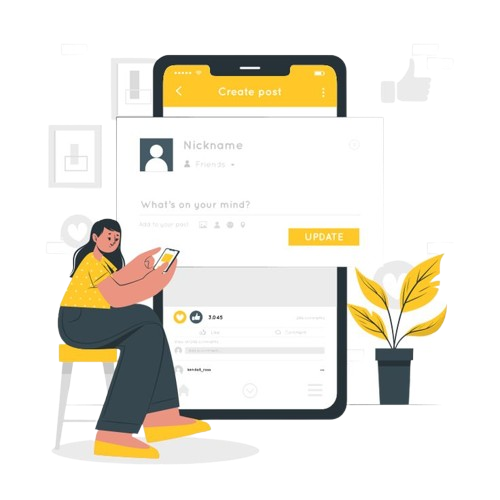 Create post
Nickname
Friends
What's on your mind?
Add to your post
UPDATE
3.045
Like
Comment